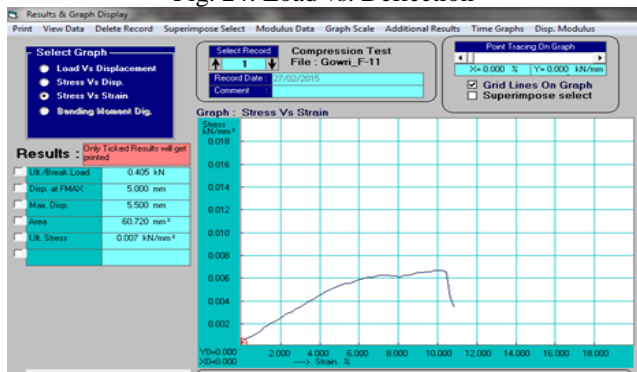 Fig. 24. Load vs. Deflection
Results & Graph Display
Print View Data Delete Record Superimpose Select Modulus Data Graph Scale Additional Results Time Graphs Disp. Modulus
Select Graph
Load Vs Displacement
Stress Vs Disp.
Stress Vs Strain
Bending Moment Dig.
Select Record
1
Compression Test
File : Gowri_F-11
Record Date : 27/02/2015
Comment :
Point Tracing On Graph
X= 0.000 % Y= 0.000 kN/mm
Grid Lines On Graph
Superimpose select
Results :
Only Ticked Results will get printed
Ult./Break Load 0.405 kN
Disp. at FMAX 5.000 mm
Max. Disp. 5.500 mm
Area 60.720 mm²
Ult. Stress 0.007 kN/mm²
Graph : Stress Vs Strain
Stress
kN/mm²
0.018
0.016
0.014
0.012
0.010
0.008
0.006
0.004
0.002
Y0=0.000
X0=0.000
2.000 4.000 6.000 8.000 10.000 12.000 14.000 16.000 18.000
---> Strain %